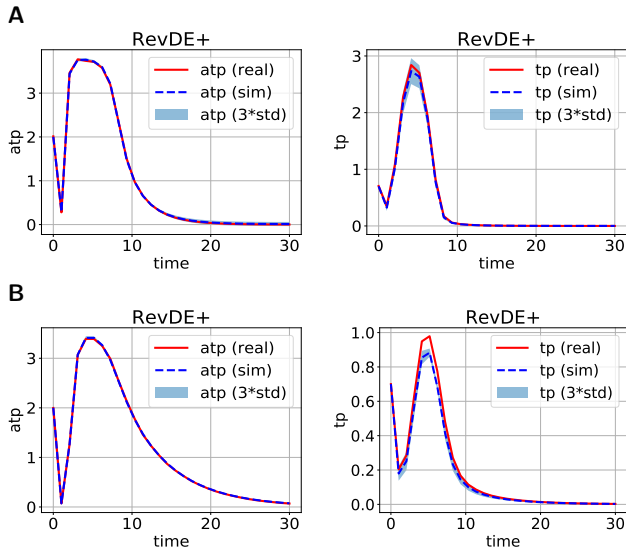 A
RevDE+
atp (real)
atp (sim)
atp (3*std)
atp
3
2
1
0
0
10
20
30
time
RevDE+
tp (real)
tp (sim)
tp (3*std)
tp
3
2
1
0
0
10
20
30
time
B
RevDE+
atp (real)
atp (sim)
atp (3*std)
atp
3
2
1
0
0
10
20
30
time
RevDE+
tp (real)
tp (sim)
tp (3*std)
tp
1.0
0.8
0.6
0.4
0.2
0.0
0
10
20
30
time